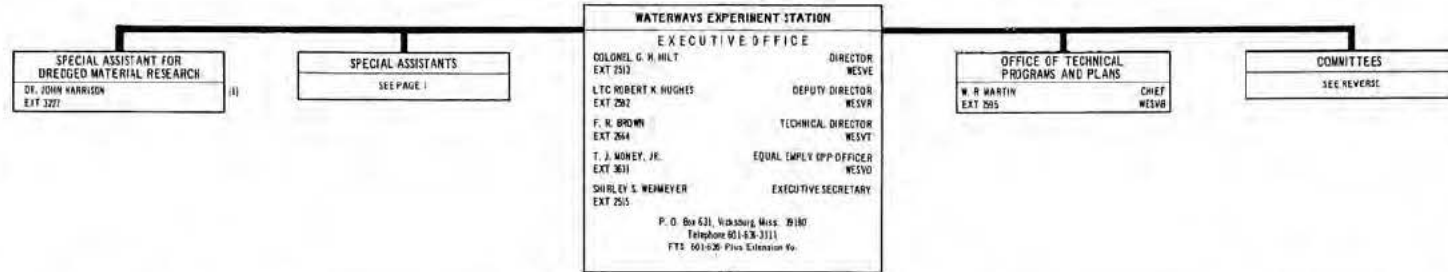 WATERWAYS EXPERIMENT STATION
EXECUTIVE OFFICE
COLONEL G. H. HILT DIRECTOR
EXT 2513 WESVE
LTC ROBERT K. HUGHES DEPUTY DIRECTOR
EXT 2582 WESVR
F. R. BROWN TECHNICAL DIRECTOR
EXT 2664 WESVT
T. J. MONEY, JR. EQUAL EMPLY OPP OFFICER
EXT WESVO
SHIRLEY S. EXECUTIVE SECRETARY
EXT 2515
P. O. Box 631, Vicksburg, Miss. 39180
Telephone 601-636-3111
FTS 601-636 Plus Extension No.
SPECIAL ASSISTANT FOR
DREDGED MATERIAL RESEARCH
DR. JOHN HARRISON
EXT 3227
SPECIAL ASSISTANTS
SEE PAGE 1
OFFICE OF TECHNICAL
PROGRAMS AND PLANS
W. R MARTIN CHIEF
EXT 2595 WESVB
COMMITTEES
SEE REVERSE